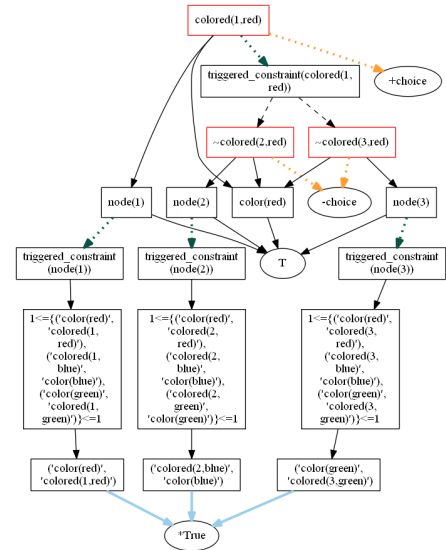 colored(1,red)
+choice
triggered_constraint(colored(1,
red))
~colored(2,red)
~colored(3,red)
node(1)
node(2)
color(red)
-choice
node(3)
triggered_constraint
(node(1))
triggered_constraint
(node(2))
T
triggered_constraint
(node(3))
1<={('color(red)',
'colored(1,
red)'),
('colored(1,
blue)',
'color(blue)'),
('color(green)',
'colored(1,
green)')}<=1
1<={('color(red)',
'colored(2,
red)'),
('colored(2,
blue)',
'color(blue)'),
('colored(2,
green)',
'color(green)')}<=1
1<={('color(red)',
'colored(3,
red)'),
('colored(3,
blue)',
'color(blue)'),
('color(green)',
'colored(3,
green)')}<=1
('color(red)',
'colored(1,red)')
('colored(2,blue)',
'color(blue)')
('color(green)',
'colored(3,green)')
*True